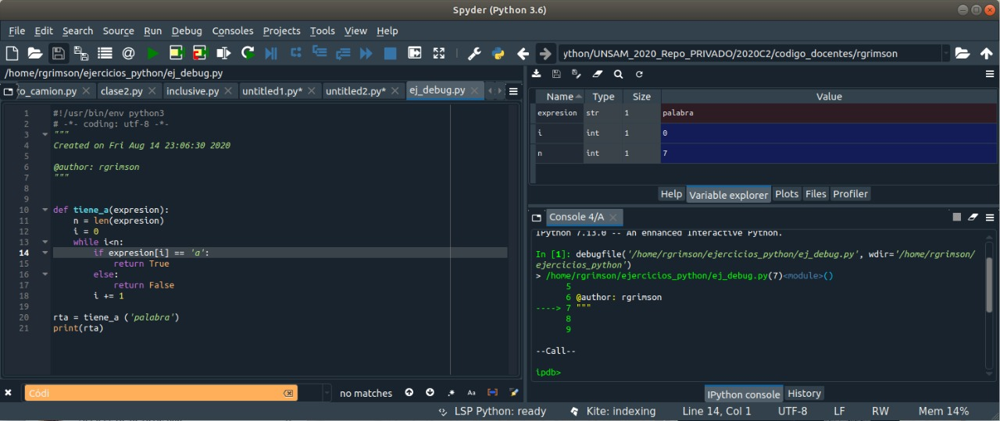 Spyder (Python 3.6)
File Edit Search Source Run Debug Consoles Projects Tools View Help
ython/UNSAM_2020_Repo_PRIVADO/2020C2/codigo_docentes/rgrimson
/home/rgrimson/ejercicios_python/ej_debug.py
co_camion.py clase2.py inclusive.py untitled1.py* untitled2.py* ej_debug.py
1 #!/usr/bin/env python3
2 # -*- coding: utf-8 -*-
3 """
4 Created on Fri Aug 14 23:06:30 2020
5
6 @author: rgrimson
7 """
8
9
10 def tiene_a(expresion):
11 n = len(expresion)
12 i = 0
13 while i<n:
14 if expresion[i] == 'a':
15 return True
16 else:
17 return False
18 i += 1
19
20 rta = tiene_a ('palabra')
21 print(rta)
Códi
no matches
Aa
Name Type Size Value
expresion str 1 palabra
i int 1 0
n int 1 7
Help Variable explorer Plots Files Profiler
Console 4/A
IPython 7.13.0 -- An enhanced Interactive Python.
In [1]: debugfile('/home/rgrimson/ejercicios_python/ej_debug.py', wdir='/home/rgrimson/
ejercicios_python')
> /home/rgrimson/ejercicios_python/ej_debug.py(7)<module>()
5
6 @author: rgrimson
----> 7 """
8
9
--Call--
ipdb>
IPython console History
LSP Python: ready Kite: indexing Line 14, Col 1 UTF-8 LF RW Mem 14%